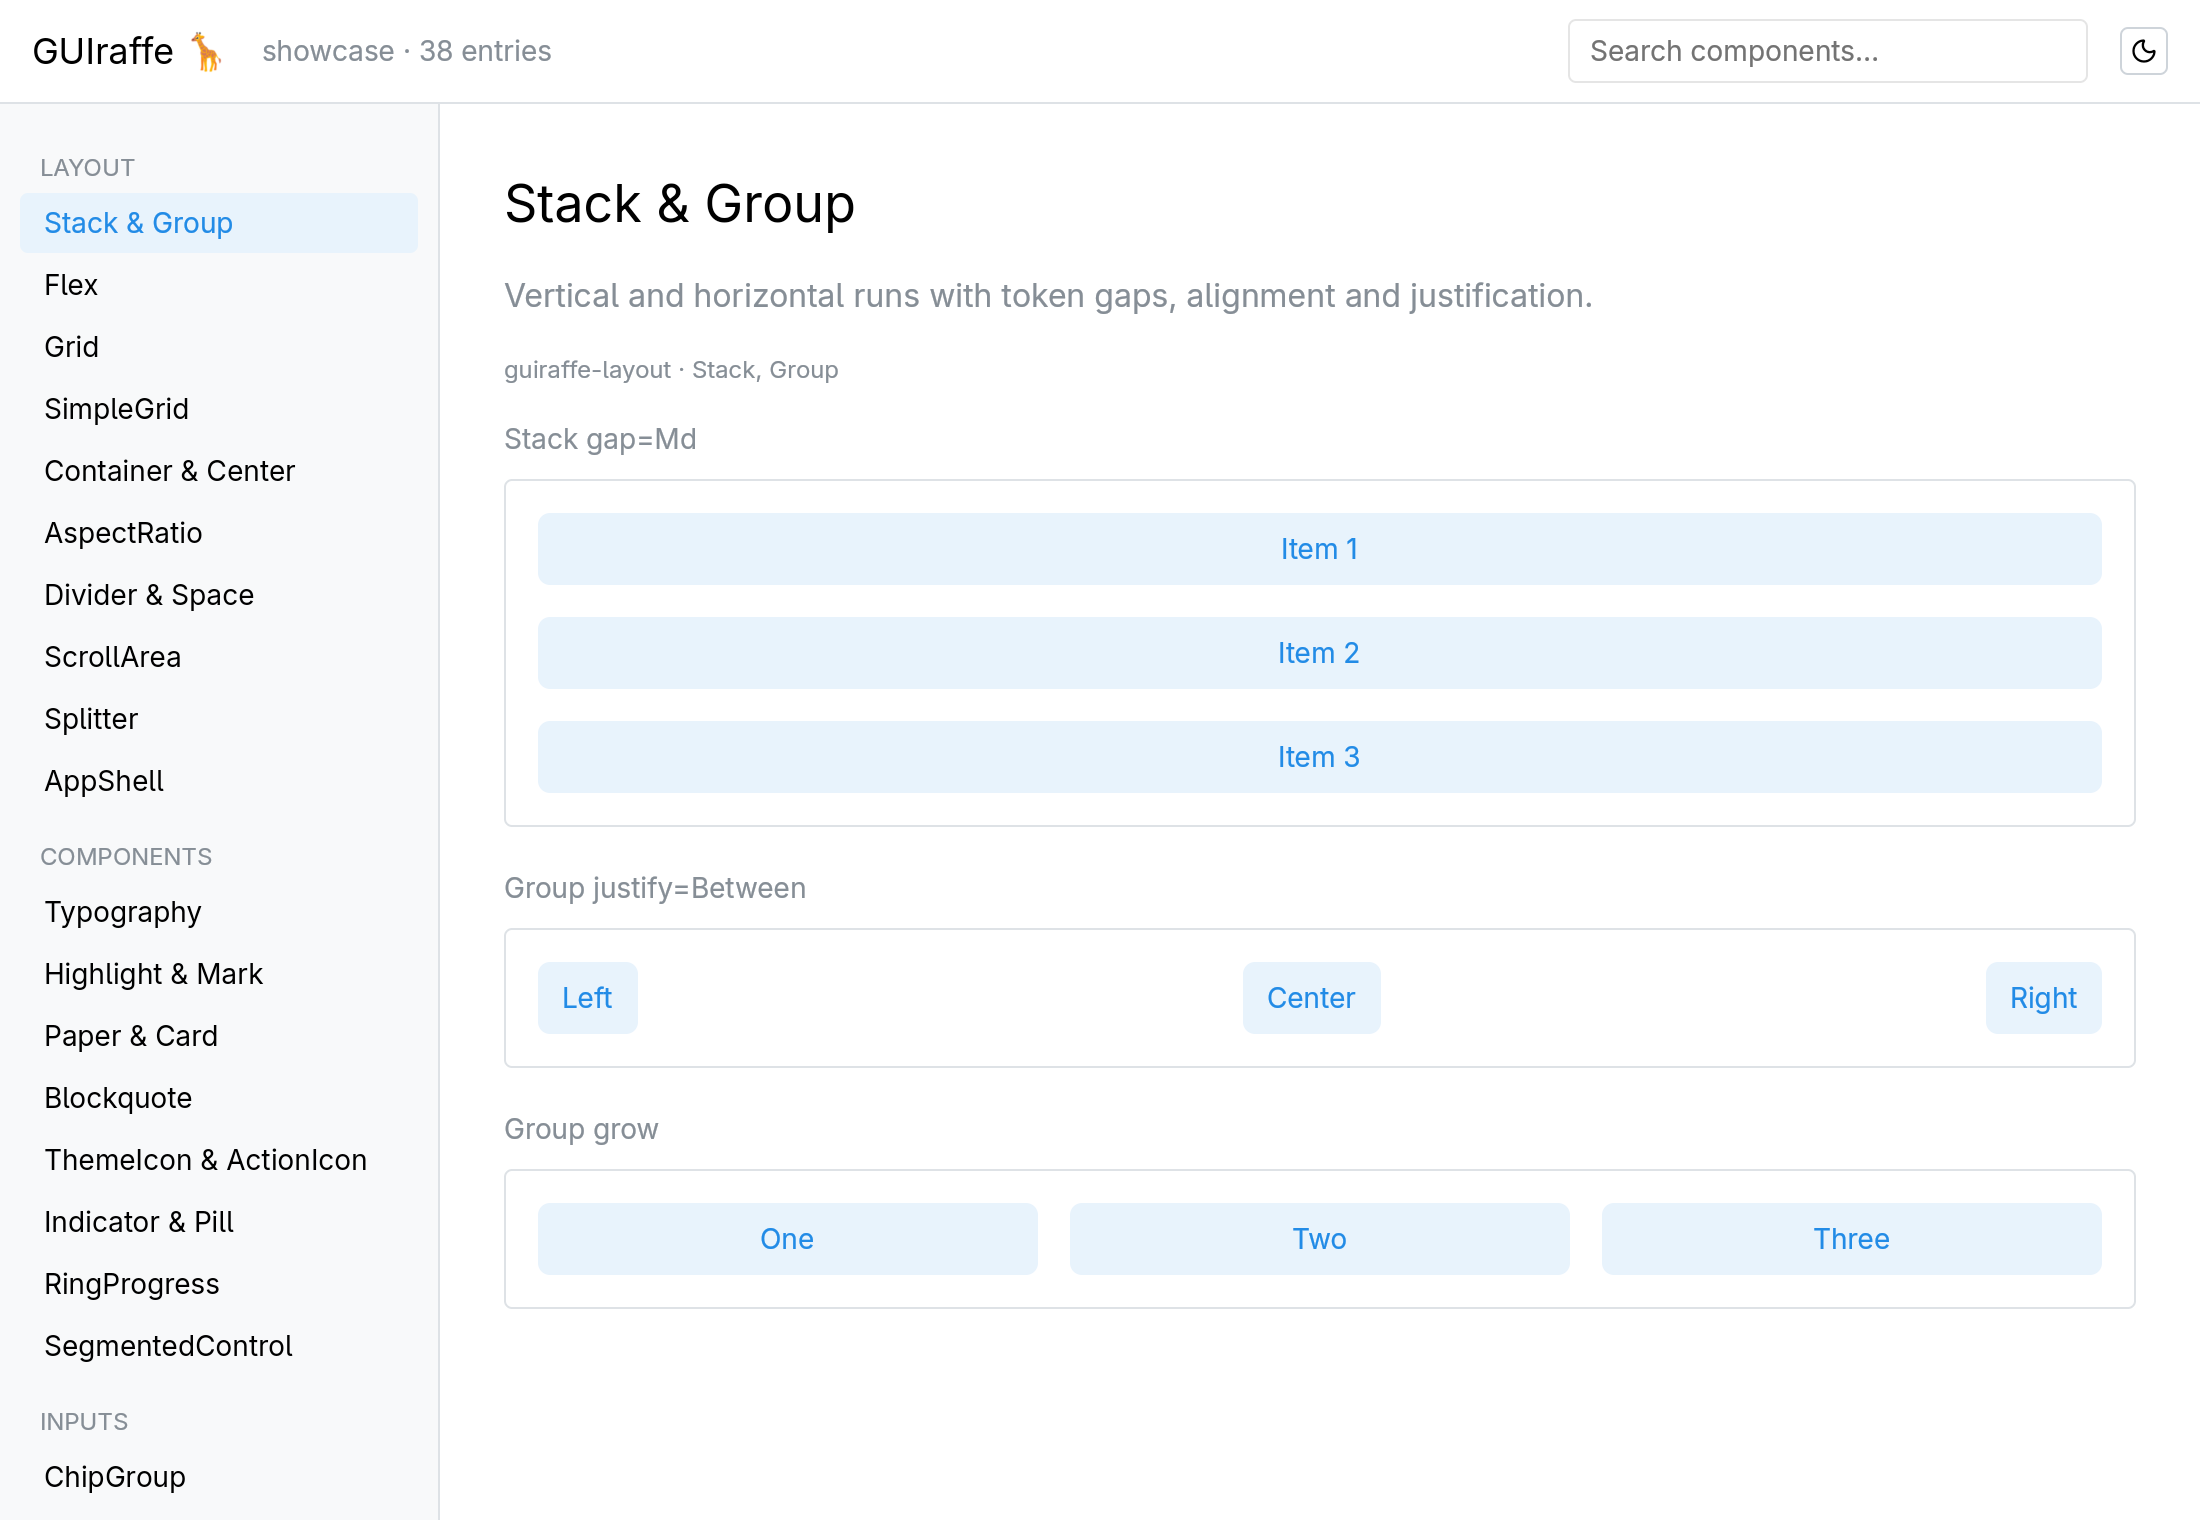 GUIraffe 🦒 showcase · 38 entries
Search components...
LAYOUT
Stack & Group
Flex
Grid
SimpleGrid
Container & Center
AspectRatio
Divider & Space
ScrollArea
Splitter
AppShell
COMPONENTS
Typography
Highlight & Mark
Paper & Card
Blockquote
ThemeIcon & ActionIcon
Indicator & Pill
RingProgress
SegmentedControl
INPUTS
ChipGroup
Stack & Group
Vertical and horizontal runs with token gaps, alignment and justification.
guiraffe-layout · Stack, Group
Stack gap=Md
Item 1
Item 2
Item 3
Group justify=Between
Left
Center
Right
Group grow
One
Two
Three